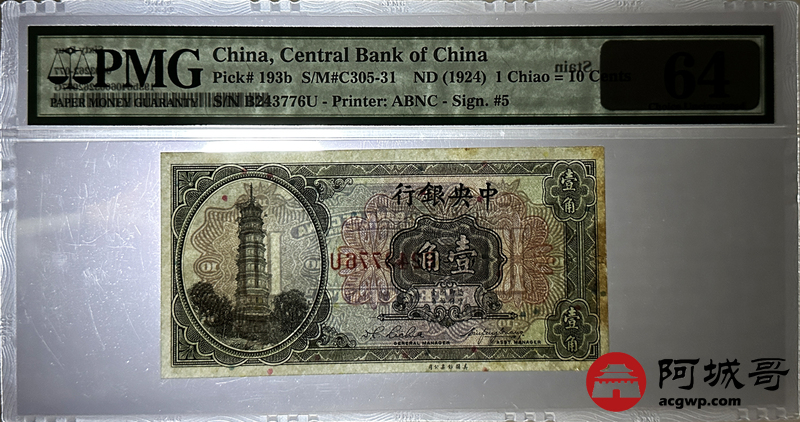 PMG
PAPER MONEY GUARANTY
China, Central Bank of China
Pick# 193b S/M#C305-31 ND (1924) 1 Chiao = 10 Cents
S/N B243776U - Printer: ABNC - Sign. #5
Stain
64
行銀央中
角壹
壹角
壹角
776U
GENERAL MANAGER
ASST MANAGER
阿城哥
acgwp.com